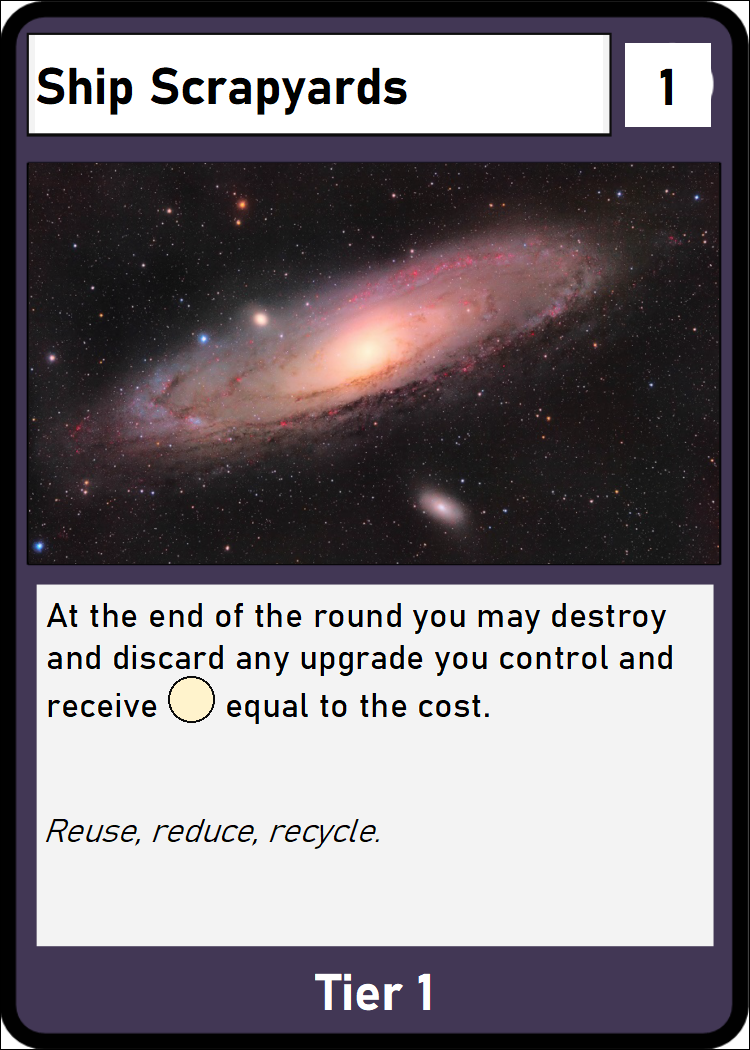 Ship Scrapyards
1
At the end of the round you may destroy
and discard any upgrade you control and
receive equal to the cost.
Reuse, reduce, recycle.
Tier 1